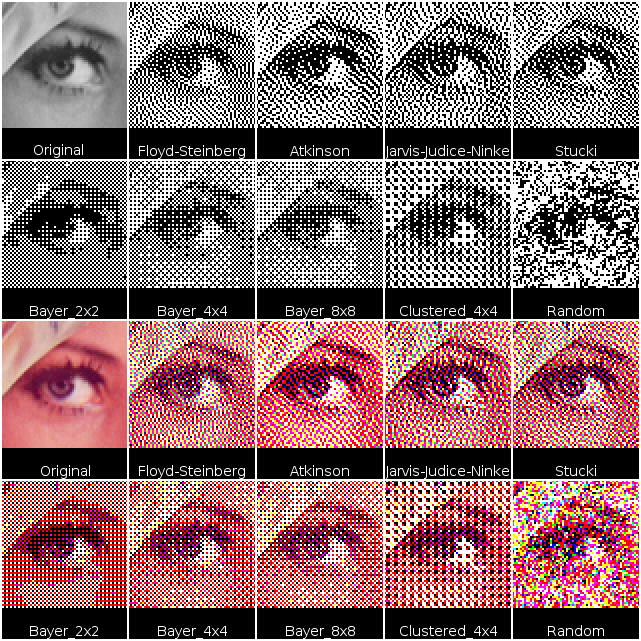 Original Floyd-Steinberg Atkinson Jarvis-Judice-Ninke Stucki
Bayer_2x2 Bayer_4x4 Bayer_8x8 Clustered_4x4 Random
Original Floyd-Steinberg Atkinson Jarvis-Judice-Ninke Stucki
Bayer_2x2 Bayer_4x4 Bayer_8x8 Clustered_4x4 Random